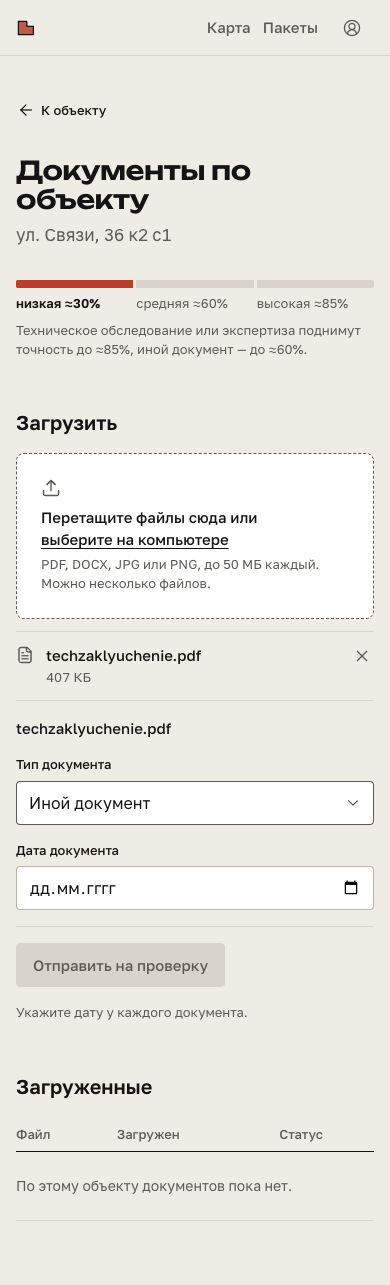 Карта Пакеты
К объекту
Документы по
объекту
ул. Связи, 36 к2 с1
низкая ≈30% средняя ≈60% высокая ≈85%
Техническое обследование или экспертиза поднимут
точность до ≈85%, иной документ — до ≈60%.
Загрузить
Перетащите файлы сюда или
выберите на компьютере
PDF, DOCX, JPG или PNG, до 50 МБ каждый.
Можно несколько файлов.
techzaklyuchenie.pdf
407 КБ
techzaklyuchenie.pdf
Тип документа
Иной документ
Дата документа
дд.мм.гггг
Отправить на проверку
Укажите дату у каждого документа.
Загруженные
Файл Загружен Статус
По этому объекту документов пока нет.